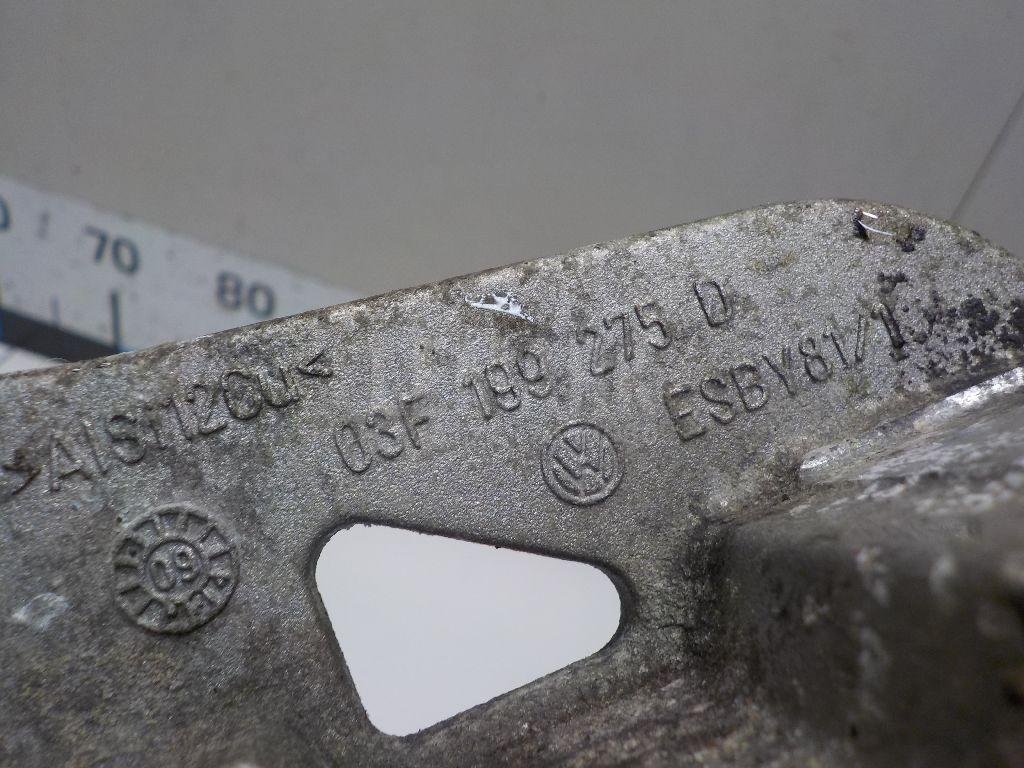 70 80
>AlSi12CU<
03F 199 275 D
ESBY81/1
09